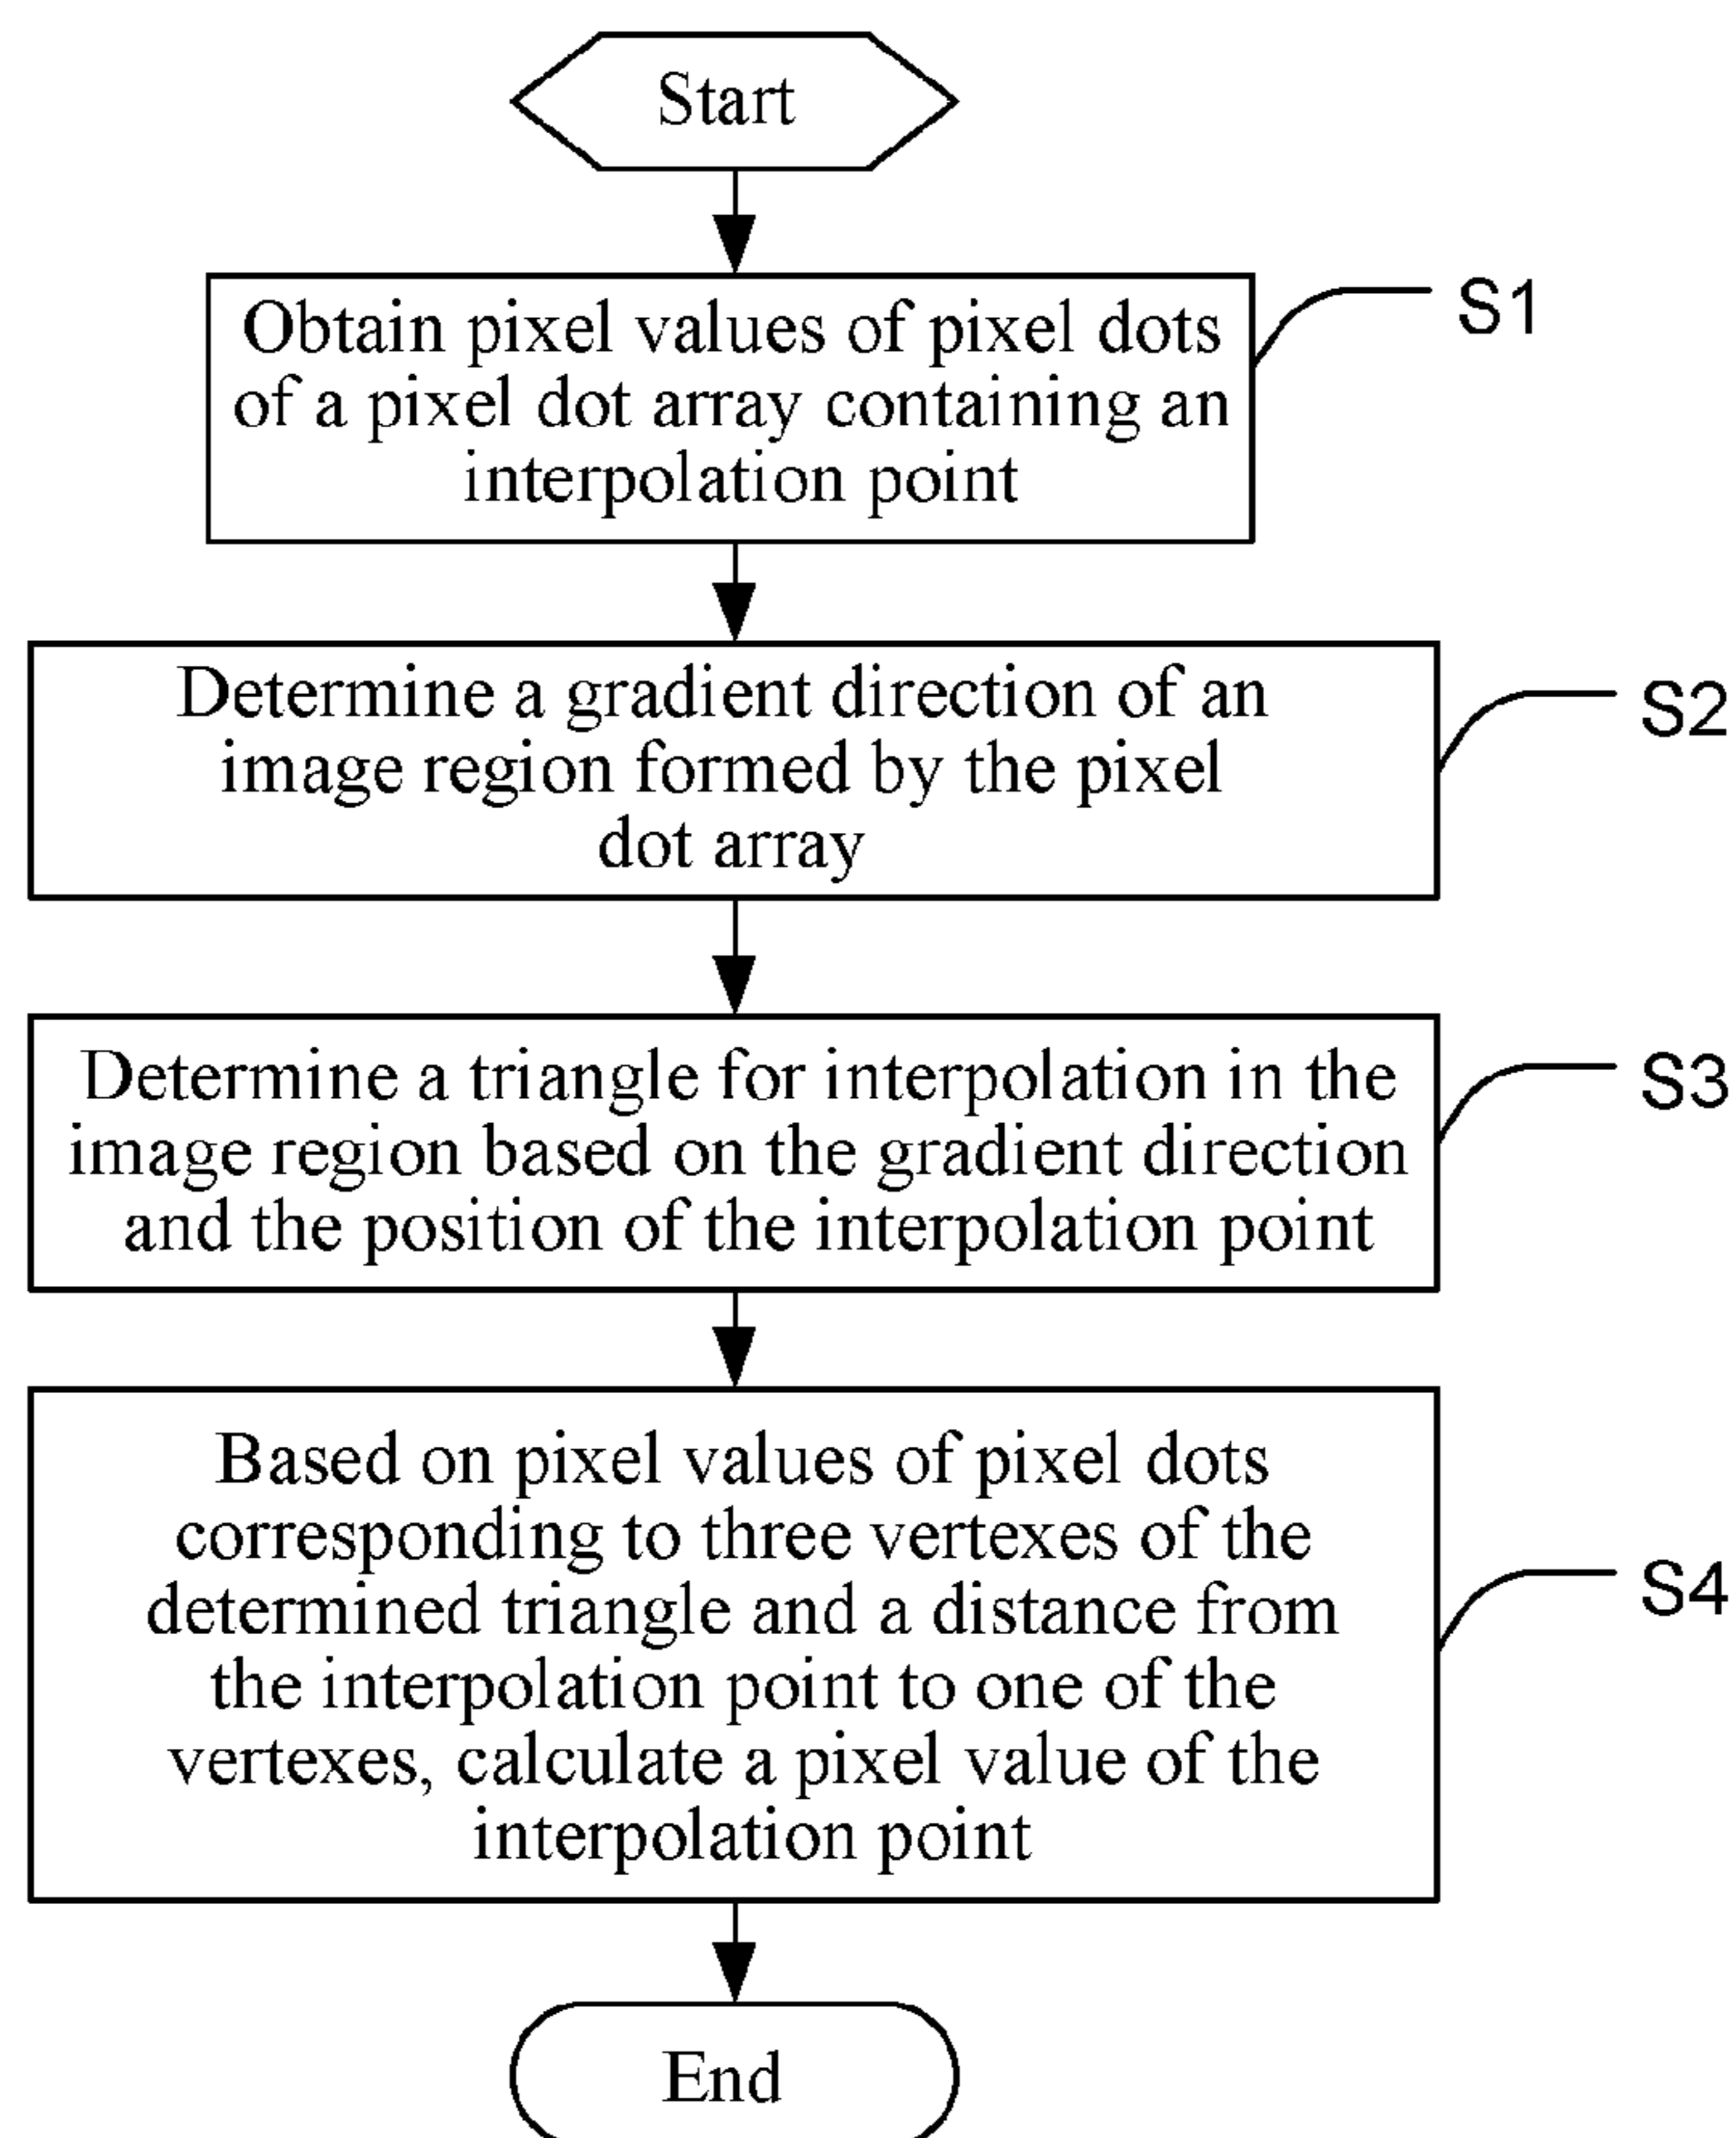 Start
Obtain pixel values of pixel dots
of a pixel dot array containing an
interpolation point
S1
Determine a gradient direction of an
image region formed by the pixel
dot array
S2
Determine a triangle for interpolation in the
image region based on the gradient direction
and the position of the interpolation point
S3
Based on pixel values of pixel dots
corresponding to three vertexes of the
determined triangle and a distance from
the interpolation point to one of the
vertexes, calculate a pixel value of the
interpolation point
S4
End